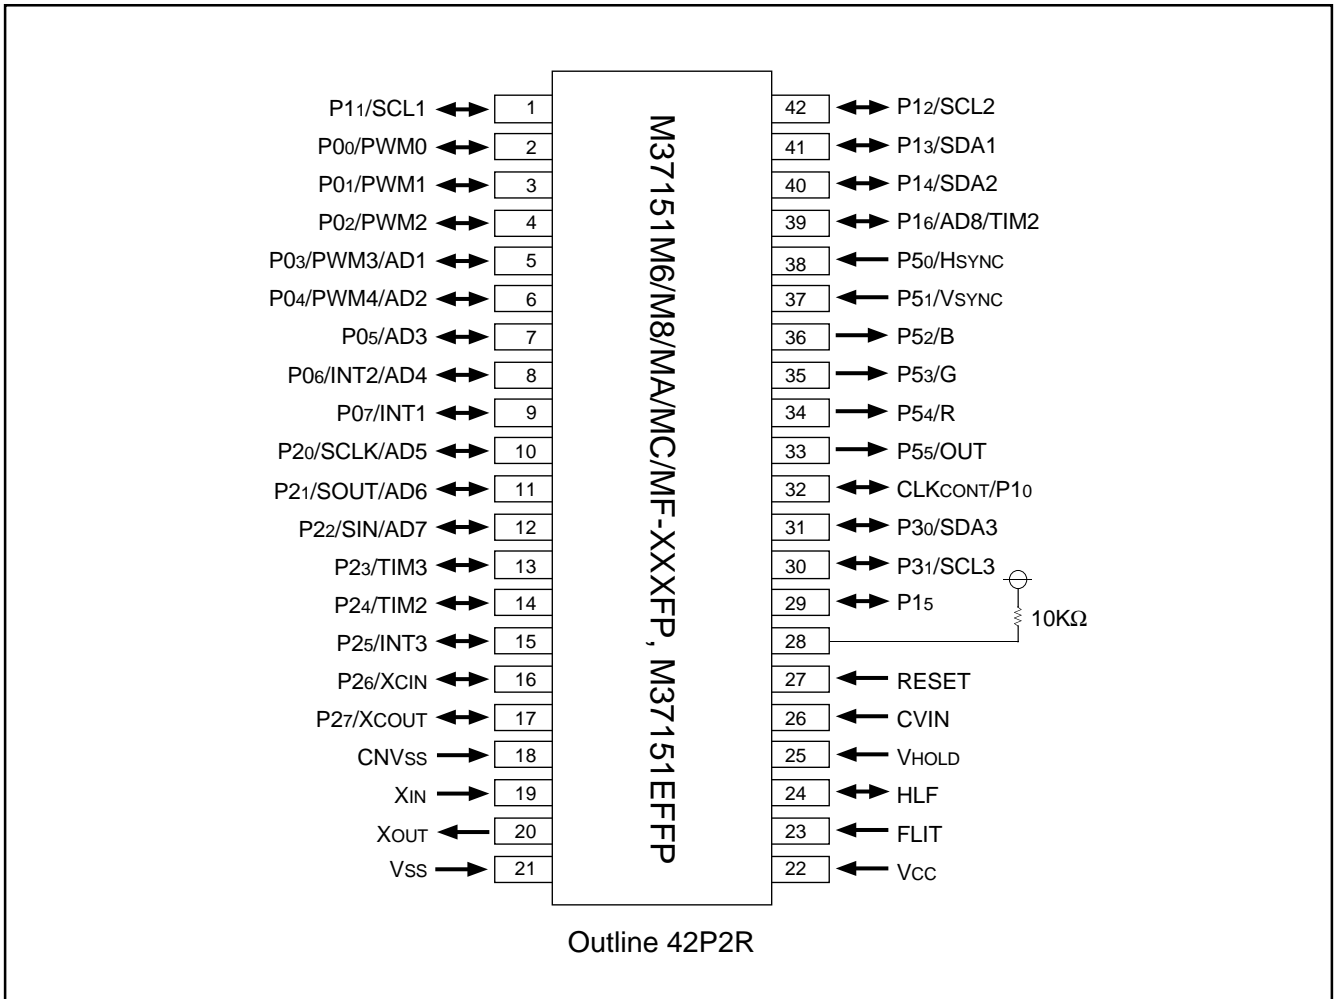 P11/SCL1 1
P00/PWM0 2
P01/PWM1 3
P02/PWM2 4
P03/PWM3/AD1 5
P04/PWM4/AD2 6
P05/AD3 7
P06/INT2/AD4 8
P07/INT1 9
P20/SCLK/AD5 10
P21/SOUT/AD6 11
P22/SIN/AD7 12
P23/TIM3 13
P24/TIM2 14
P25/INT3 15
P26/XCIN 16
P27/XCOUT 17
CNVSS 18
XIN 19
XOUT 20
VSS 21
M37151M6/M8/MA/MC/MF-XXXFP, M37151EFFP
42 P12/SCL2
41 P13/SDA1
40 P14/SDA2
39 P16/AD8/TIM2
38 P50/HSYNC
37 P51/VSYNC
36 P52/B
35 P53/G
34 P54/R
33 P55/OUT
32 CLKCONT/P10
31 P30/SDA3
30 P31/SCL3
29 P15
28 10KΩ
27 RESET
26 CVIN
25 VHOLD
24 HLF
23 FLIT
22 VCC
Outline 42P2R